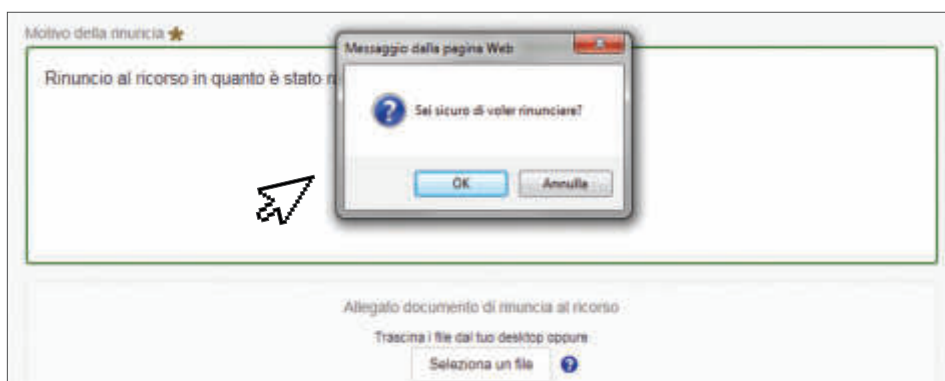 Motivo della rinuncia
Messaggio dalla pagina Web
Rinuncio al ricorso in quanto è stato
Sei sicuro di voler rinunciare?
OK Annulla
Allegato documento di rinuncia al ricorso
Trascina i file dal tuo desktop oppure
Seleziona un file